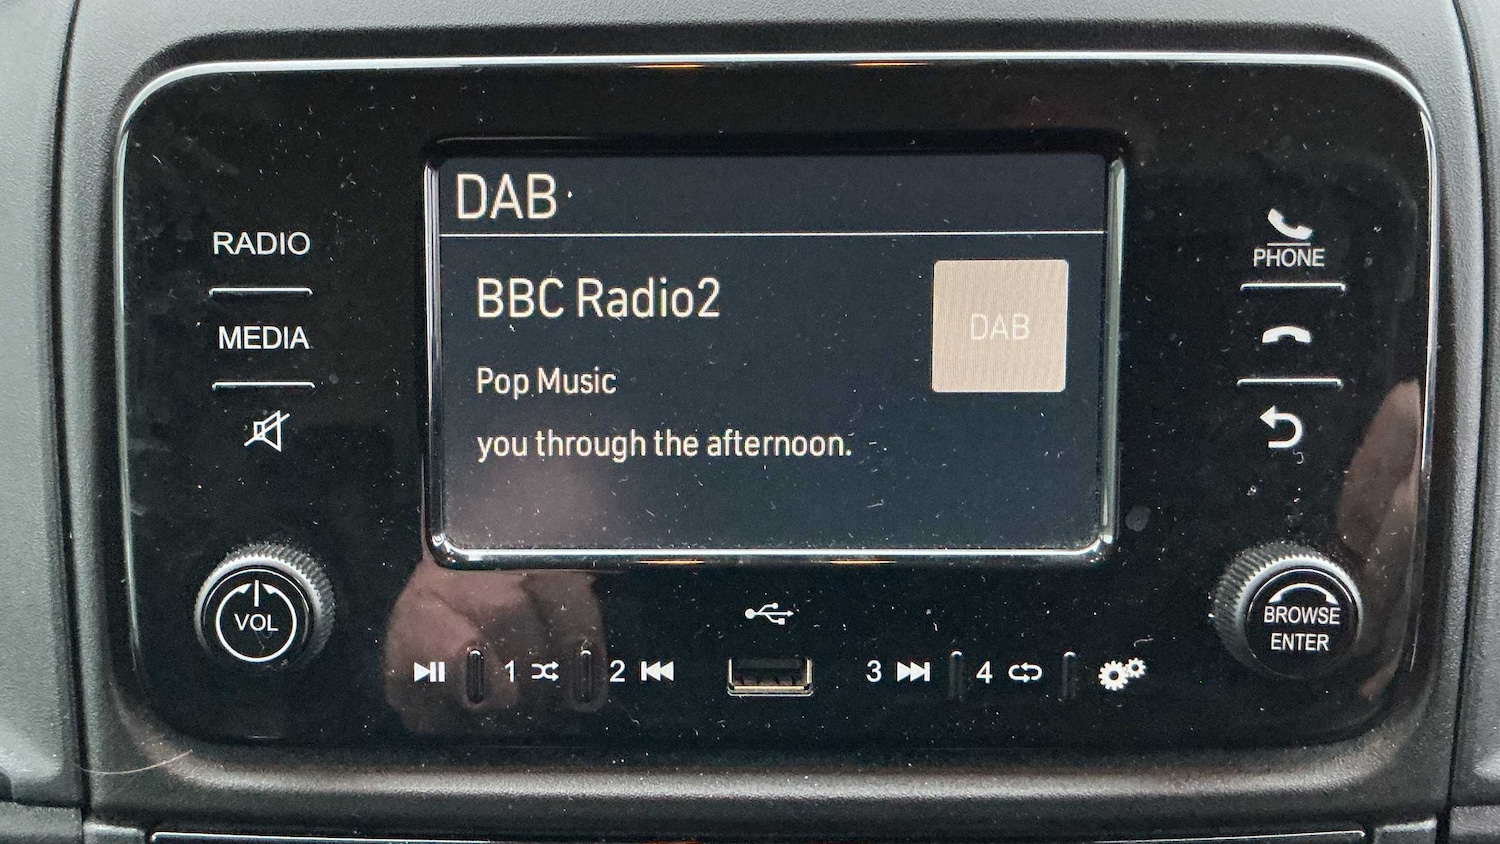 DAB
BBC Radio2
DAB
Pop Music
you through the afternoon.
RADIO
MEDIA
VOL
PHONE
BROWSE
ENTER
1
2
3
4